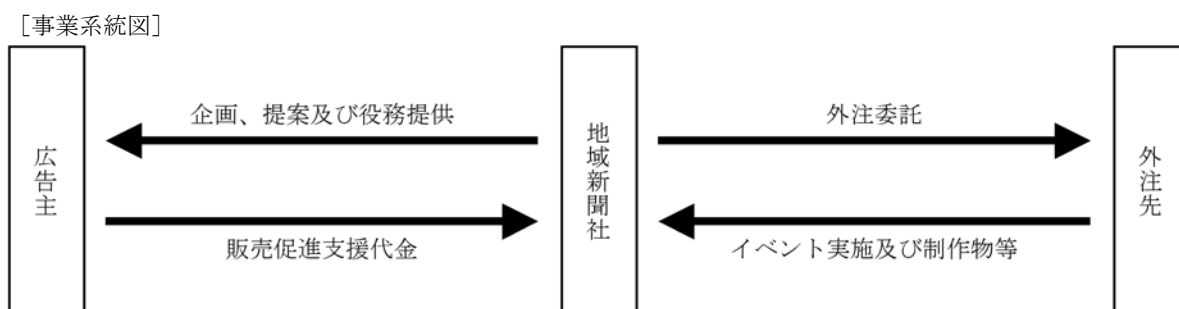 ［事業系統図］
企画、提案及び役務提供
外注委託
広告主
地域新聞社
外注先
販売促進支援代金
イベント実施及び制作物等